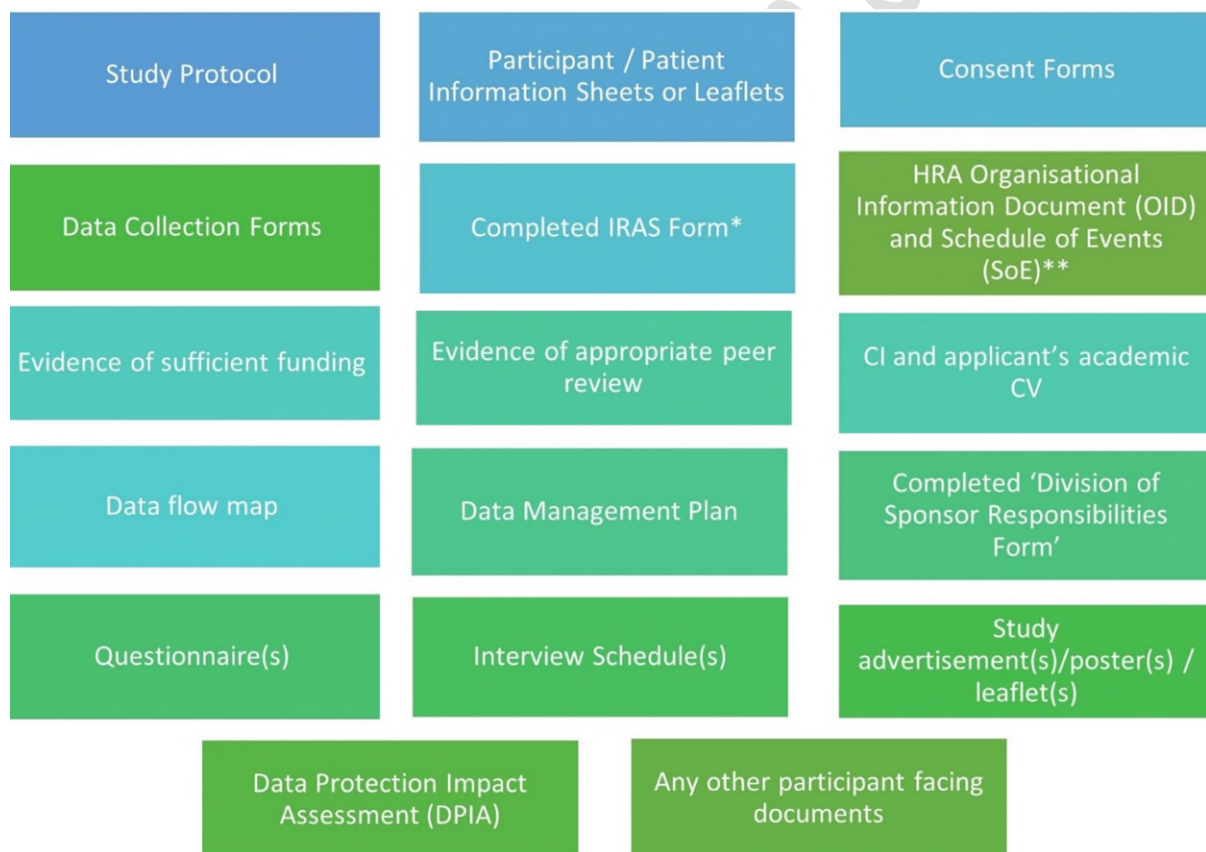 Study Protocol
Participant / Patient
Information Sheets or Leaflets
Consent Forms
Data Collection Forms
Completed IRAS Form*
HRA Organisational
Information Document (OID)
and Schedule of Events
(SoE)**
Evidence of sufficient funding
Evidence of appropriate peer
review
CI and applicant’s academic
CV
Data flow map
Data Management Plan
Completed ‘Division of
Sponsor Responsibilities
Form’
Questionnaire(s)
Interview Schedule(s)
Study
advertisement(s)/poster(s) /
leaflet(s)
Data Protection Impact
Assessment (DPIA)
Any other participant facing
documents